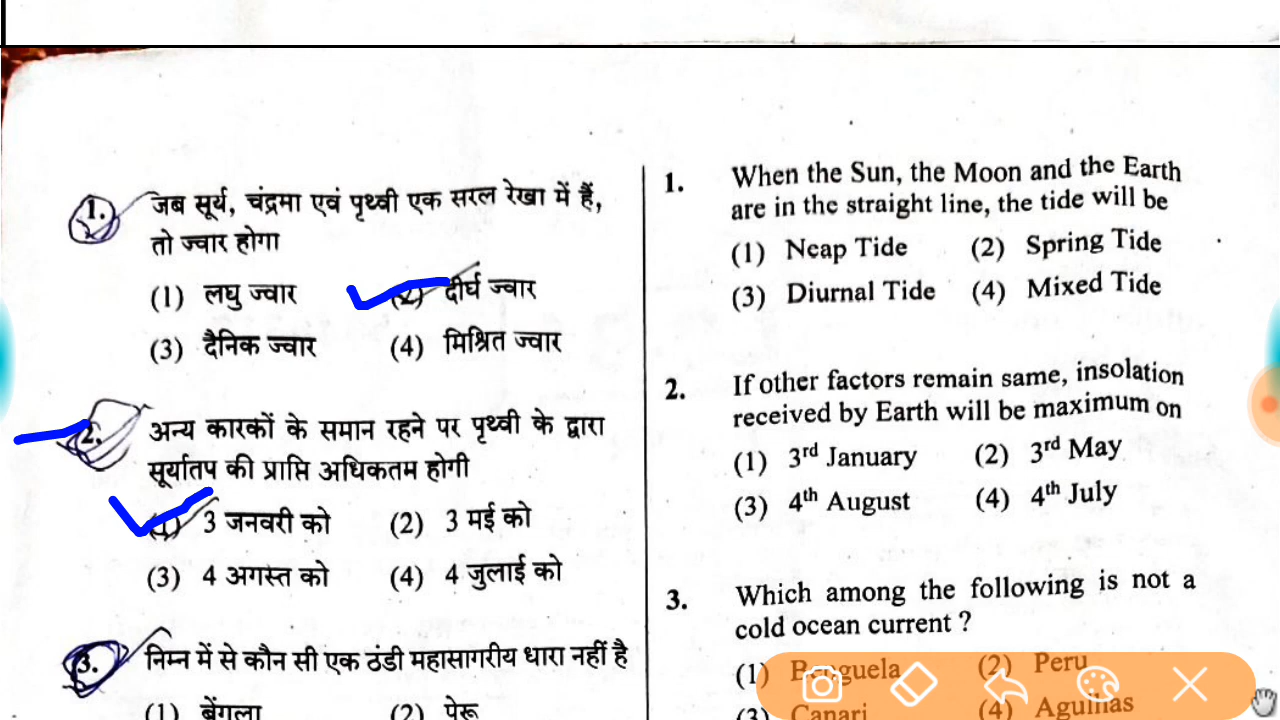 1. जब सूर्य, चंद्रमा एवं पृथ्वी एक सरल रेखा में हैं,
तो ज्वार होगा
(1) लघु ज्वार (2) दीर्घ ज्वार
(3) दैनिक ज्वार (4) मिश्रित ज्वार
2. अन्य कारकों के समान रहने पर पृथ्वी के द्वारा
सूर्यातप की प्राप्ति अधिकतम होगी
(1) 3 जनवरी को (2) 3 मई को
(3) 4 अगस्त को (4) 4 जुलाई को
3. निम्न में से कौन सी एक ठंडी महासागरीय धारा नहीं है
(1) बेंगुला (2) पेरू
1. When the Sun, the Moon and the Earth
are in the straight line, the tide will be
(1) Neap Tide (2) Spring Tide
(3) Diurnal Tide (4) Mixed Tide
2. If other factors remain same, insolation
received by Earth will be maximum on
(1) 3rd January (2) 3rd May
(3) 4th August (4) 4th July
3. Which among the following is not a
cold ocean current ?
(1) Benguela (2) Peru
(3) Canari (4) Agulhas